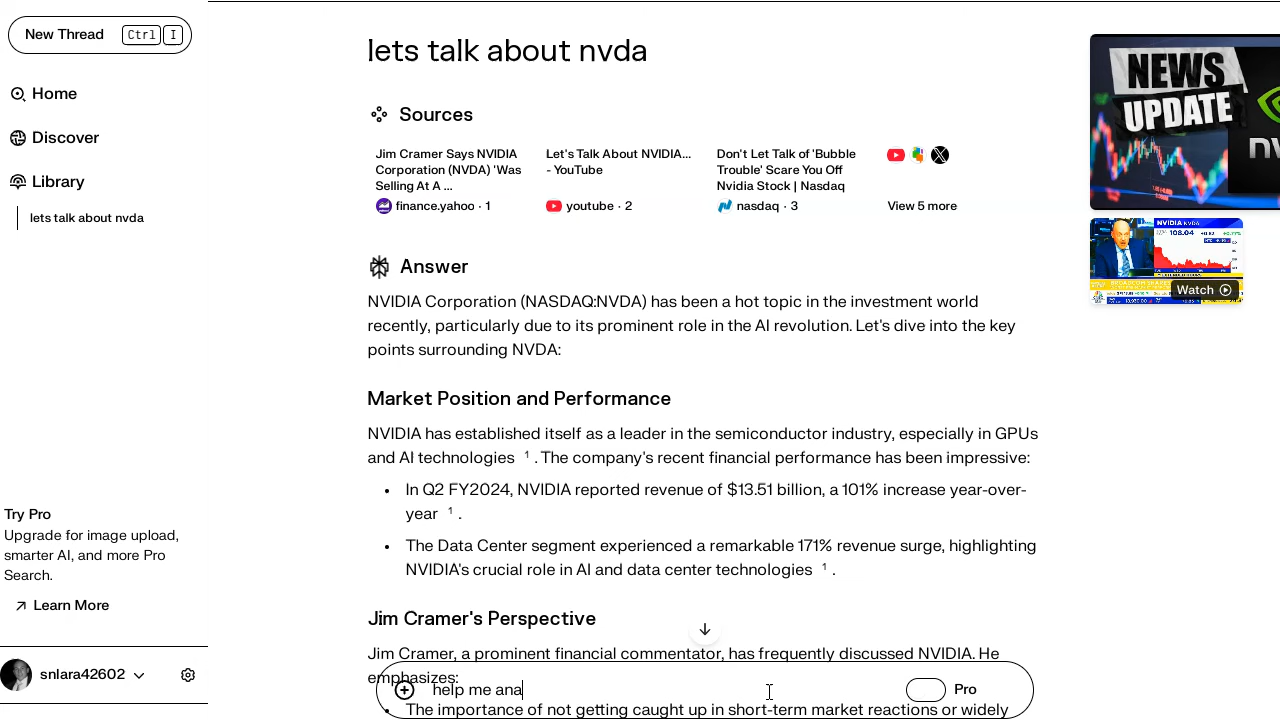 New Thread Ctrl I
Home
Discover
Library
lets talk about nvda
Try Pro
Upgrade for image upload,
smarter AI, and more Pro
Search.
Learn More
snlara42602
lets talk about nvda
Sources
Jim Cramer Says NVIDIA
Corporation (NVDA) 'Was
Selling At A ...
finance.yahoo · 1
Let's Talk About NVIDIA...
- YouTube
youtube · 2
Don't Let Talk of 'Bubble
Trouble' Scare You Off
Nvidia Stock | Nasdaq
nasdaq · 3
View 5 more
Answer
NVIDIA Corporation (NASDAQ:NVDA) has been a hot topic in the investment world
recently, particularly due to its prominent role in the AI revolution. Let's dive into the key
points surrounding NVDA:
Market Position and Performance
NVIDIA has established itself as a leader in the semiconductor industry, especially in GPUs
and AI technologies 1 . The company's recent financial performance has been impressive:
• In Q2 FY2024, NVIDIA reported revenue of $13.51 billion, a 101% increase year-over-
year 1 .
• The Data Center segment experienced a remarkable 171% revenue surge, highlighting
NVIDIA's crucial role in AI and data center technologies 1 .
Jim Cramer's Perspective
Jim Cramer, a prominent financial commentator, has frequently discussed NVIDIA. He
emphasizes:
help me ana
Pro
• The importance of not getting caught up in short-term market reactions or widely
NEWS
UPDATE
NVIDIA NVDA
108.04
Watch